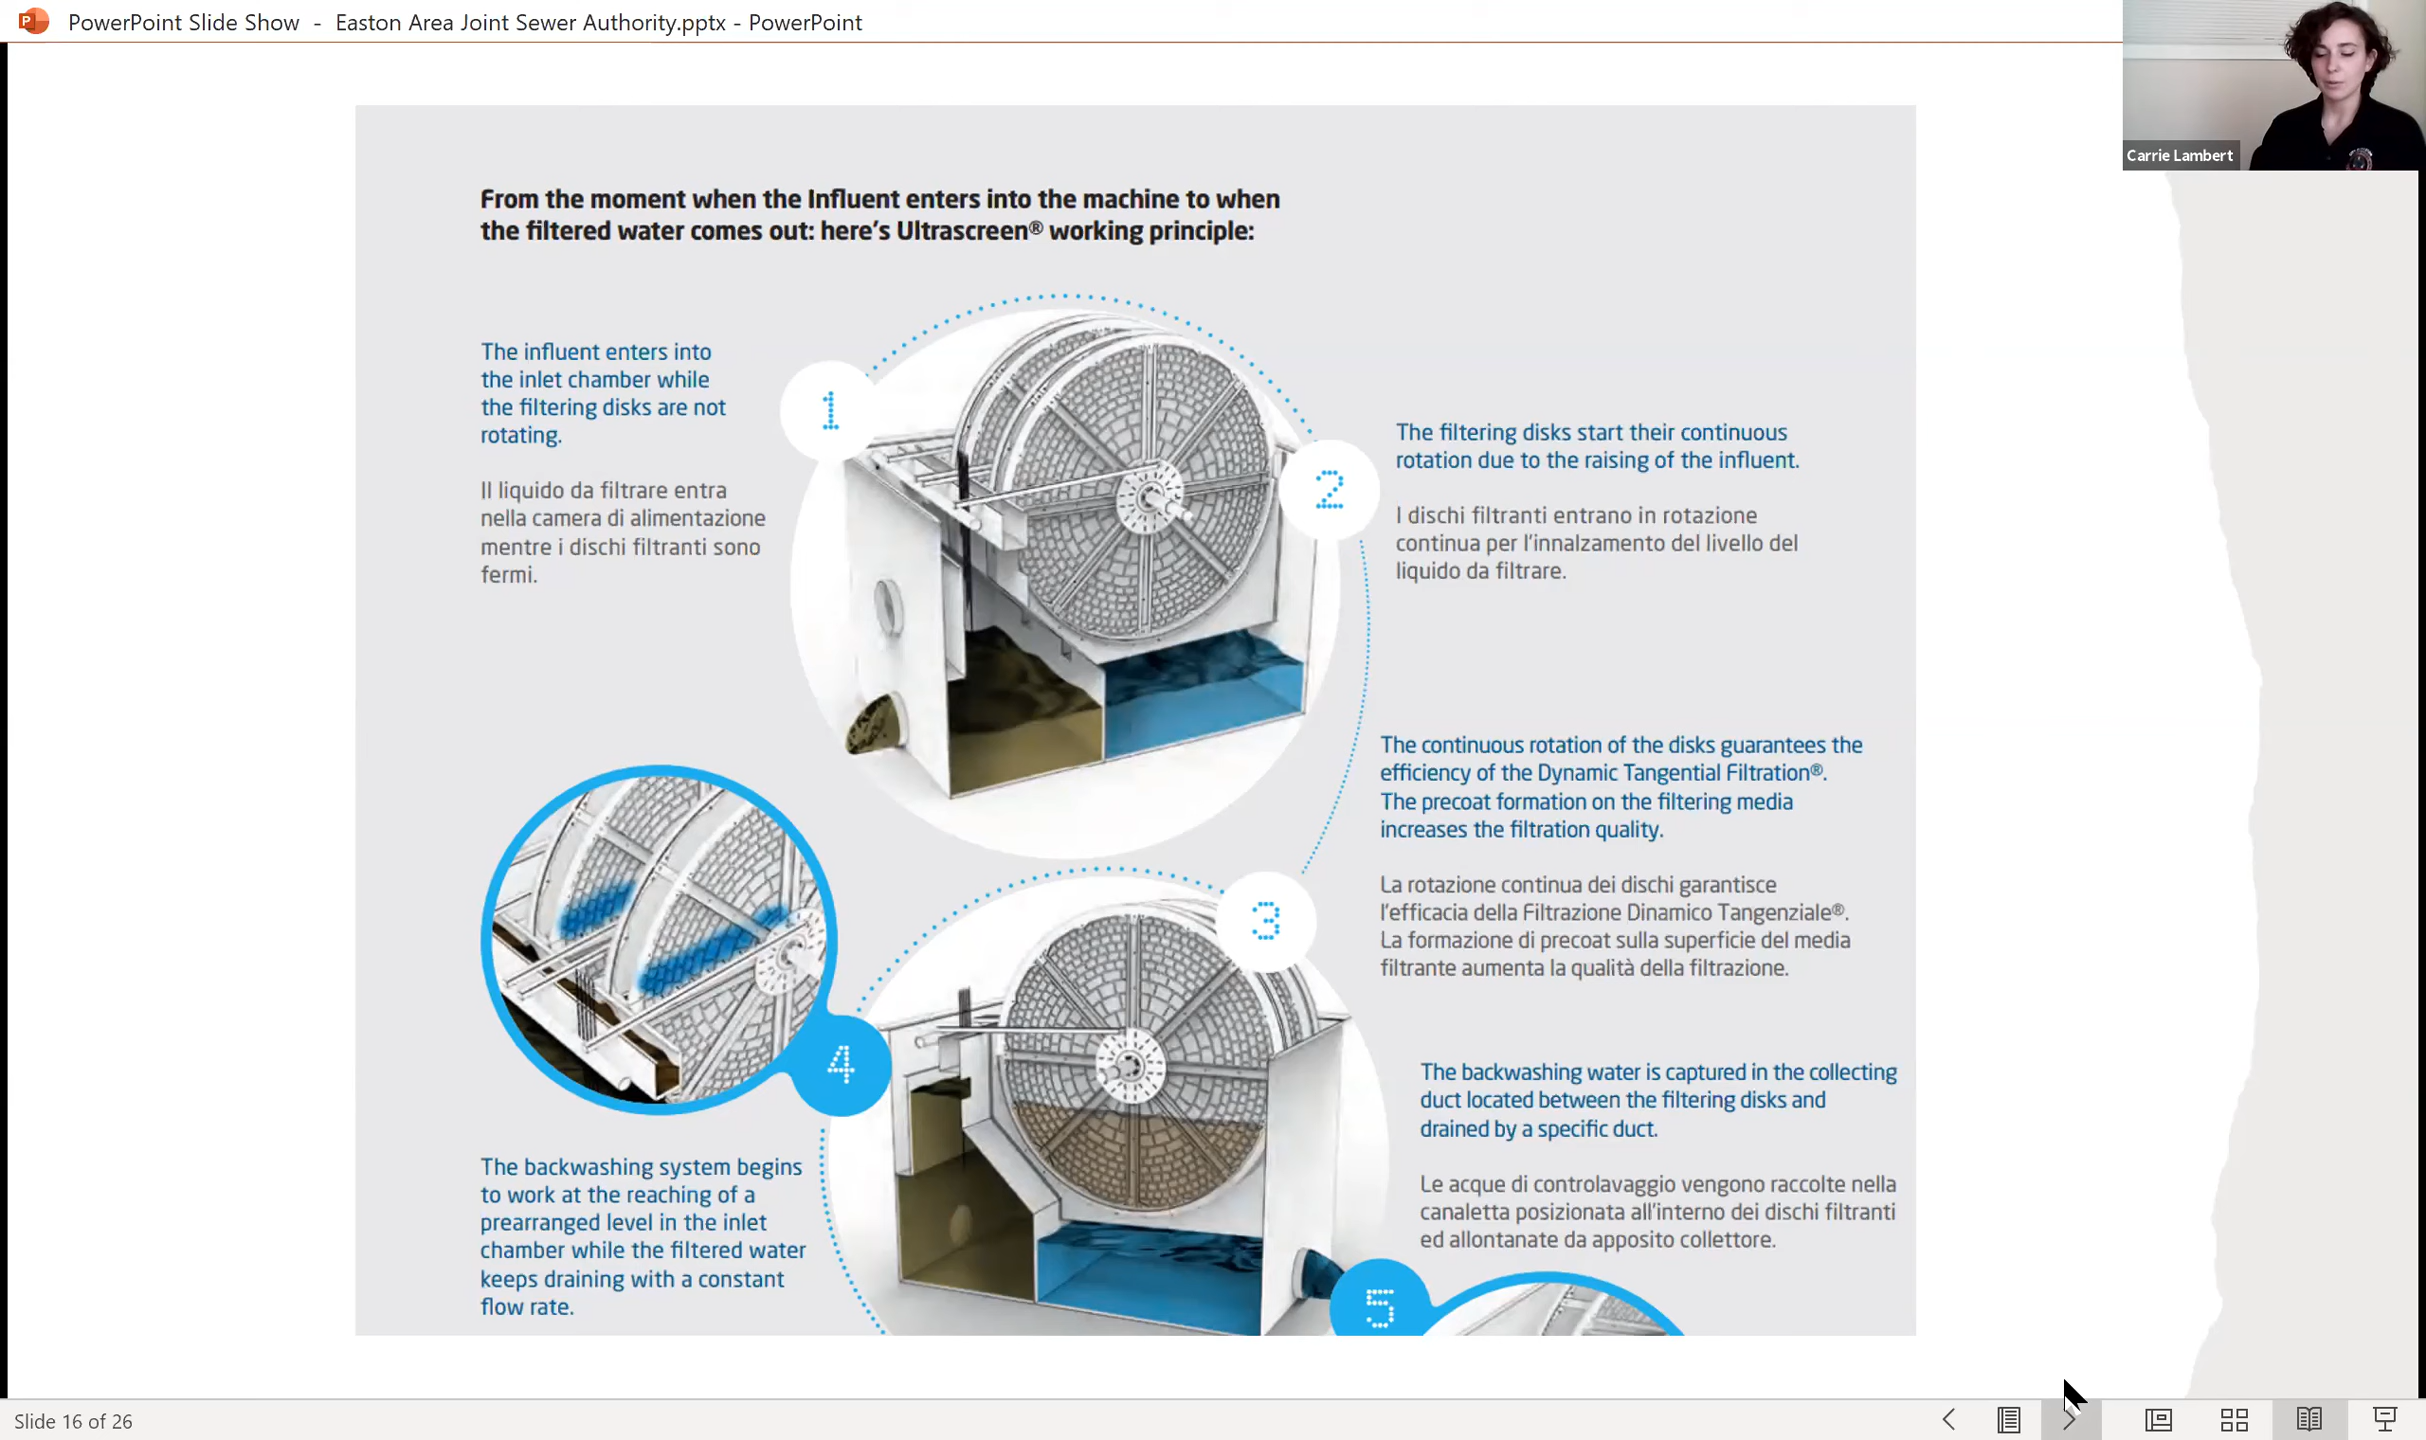 PowerPoint Slide Show - Easton Area Joint Sewer Authority.pptx - PowerPoint
Carrie Lambert
From the moment when the Influent enters into the machine to when
the filtered water comes out: here's Ultrascreen® working principle:
The influent enters into
the inlet chamber while
the filtering disks are not
rotating.
Il liquido da filtrare entra
nella camera di alimentazione
mentre i dischi filtranti sono
fermi.
1
2
The filtering disks start their continuous
rotation due to the raising of the influent.
I dischi filtranti entrano in rotazione
continua per l'innalzamento del livello del
liquido da filtrare.
3
The continuous rotation of the disks guarantees the
efficiency of the Dynamic Tangential Filtration®.
The precoat formation on the filtering media
increases the filtration quality.
La rotazione continua dei dischi garantisce
l'efficacia della Filtrazione Dinamico Tangenziale®.
La formazione di precoat sulla superficie del media
filtrante aumenta la qualità della filtrazione.
4
The backwashing system begins
to work at the reaching of a
prearranged level in the inlet
chamber while the filtered water
keeps draining with a constant
flow rate.
The backwashing water is captured in the collecting
duct located between the filtering disks and
drained by a specific duct.
Le acque di controlavaggio vengono raccolte nella
canaletta posizionata all'interno dei dischi filtranti
ed allontanate da apposito collettore.
5
Slide 16 of 26